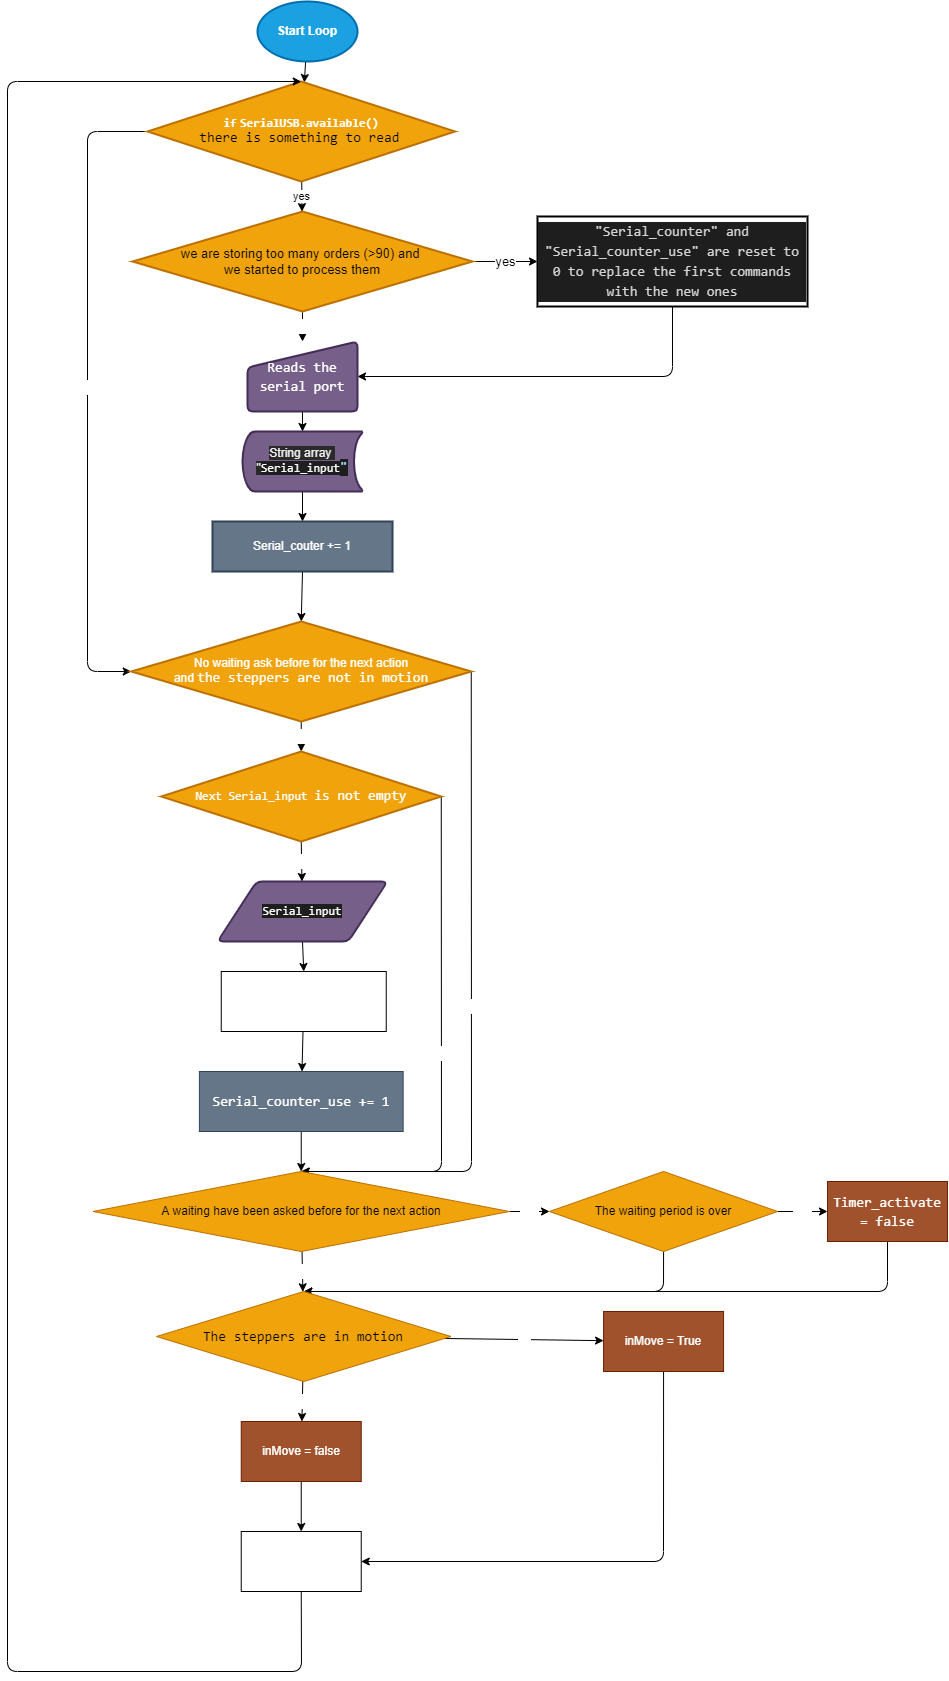 Start Loop
if SerialUSB.available()
there is something to read
yes
we are storing too many orders (>90) and
we started to process them
yes
"Serial_counter" and
"Serial_counter_use" are reset to
0 to replace the first commands
with the new ones
Reads the
serial port
String array
"Serial_input"
Serial_couter += 1
No waiting ask before for the next action
and the steppers are not in motion
Next Serial_input is not empty
Serial_input
Serial_counter_use += 1
A waiting have been asked before for the next action
The waiting period is over
Timer_activate
= false
The steppers are in motion
inMove = True
inMove = false